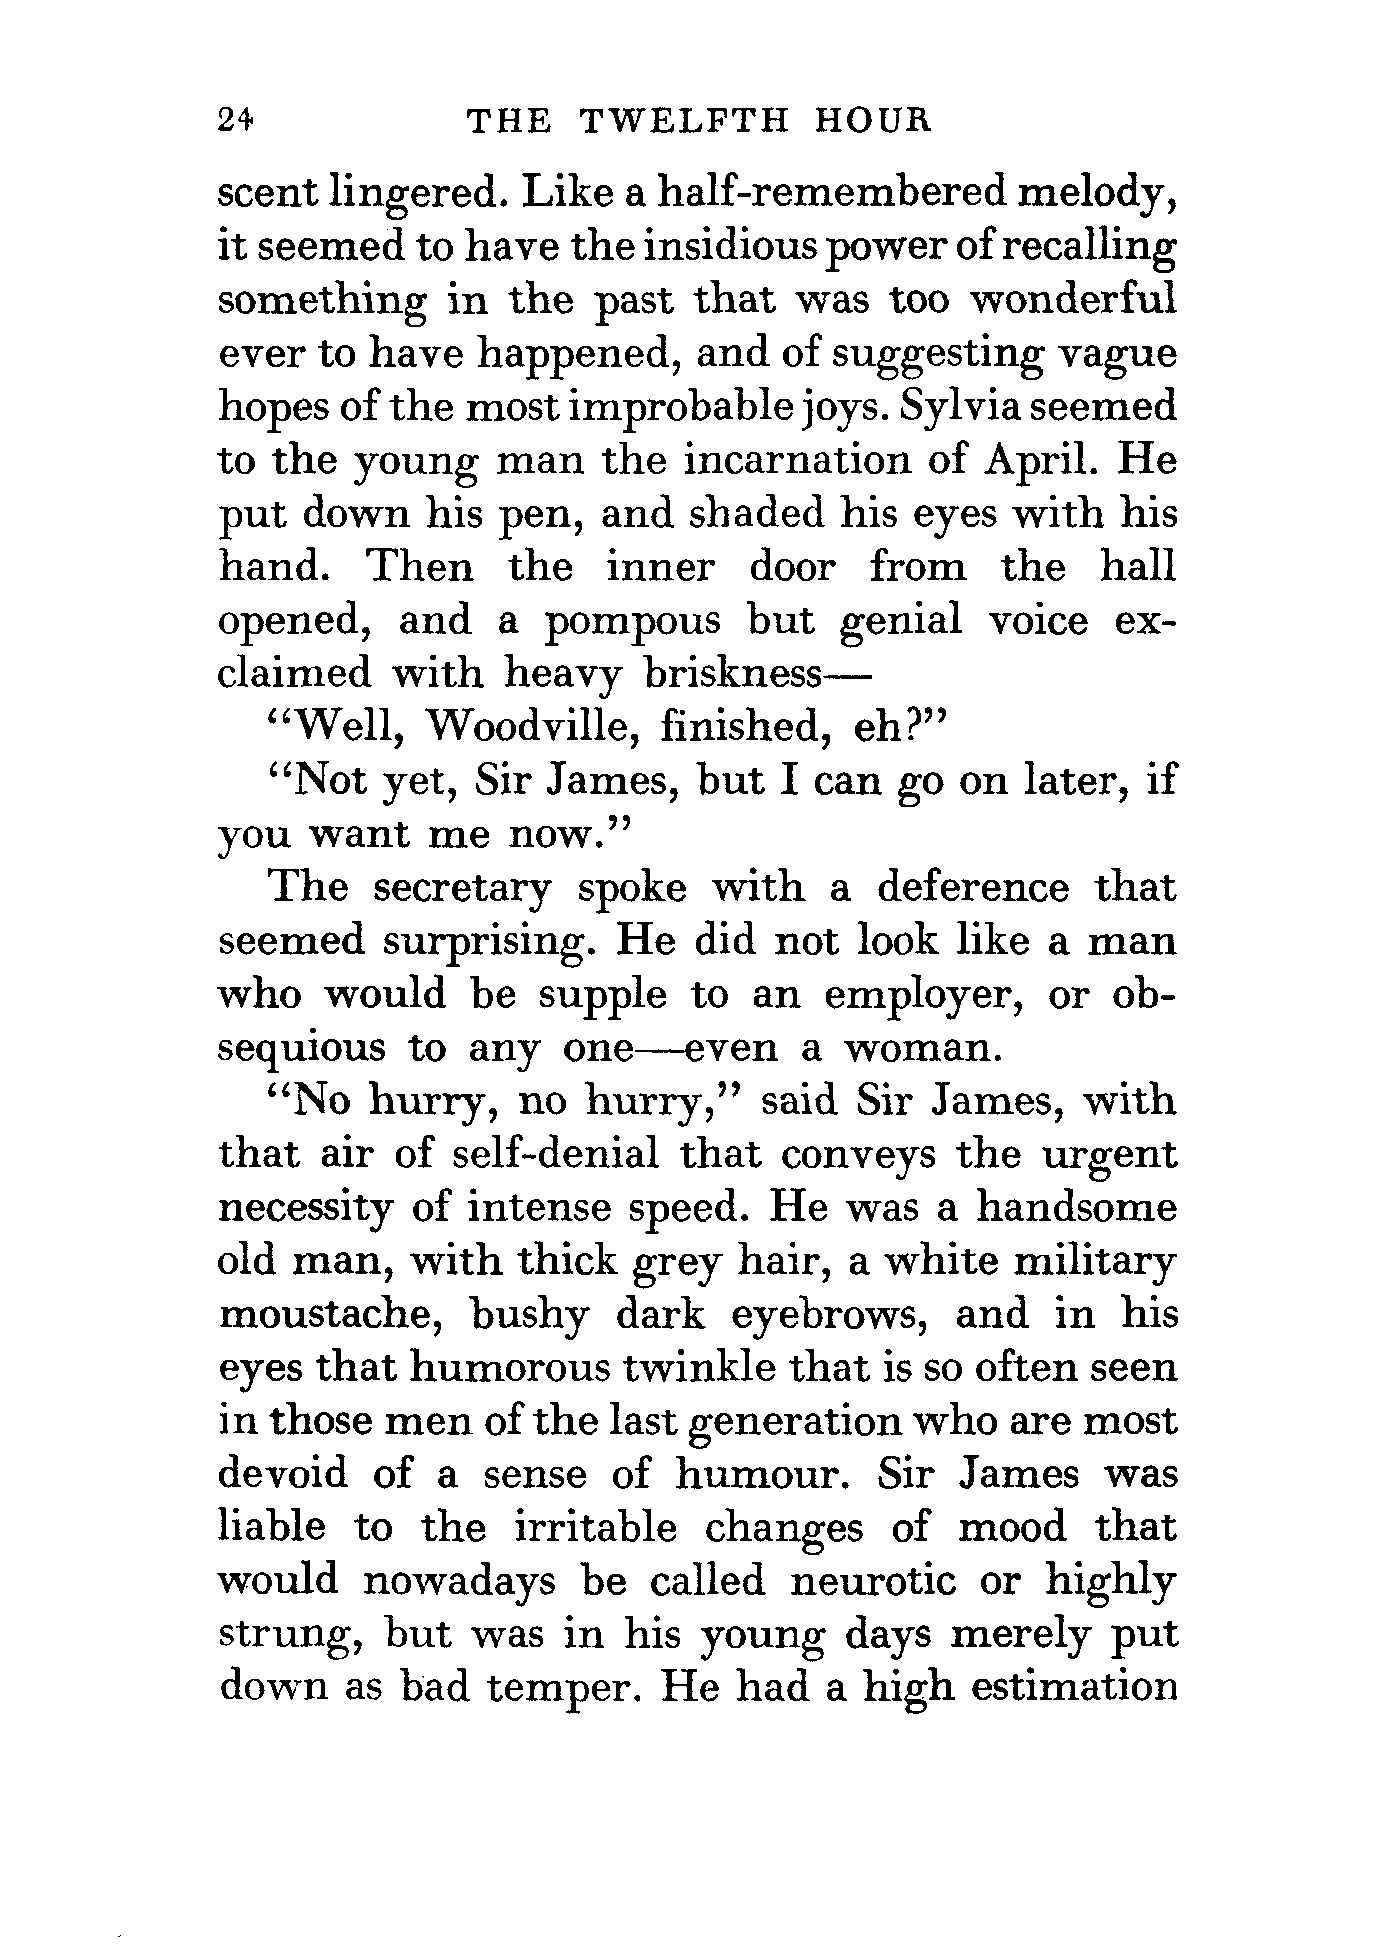 24 THE TWELFTH HOUR
scent lingered. Like a half-remembered melody,
it seemed to have the insidious power of recalling
something in the past that was too wonderful
ever to have happened, and of suggesting vague
hopes of the most improbable joys. Sylvia seemed
to the young man the incarnation of April. He
put down his pen, and shaded his eyes with his
hand. Then the inner door from the hall
opened, and a pompous but genial voice ex-
claimed with heavy briskness—
“Well, Woodville, finished, eh?”
“Not yet, Sir James, but I can go on later, if
you want me now.”
The secretary spoke with a deference that
seemed surprising. He did not look like a man
who would be supple to an employer, or ob-
sequious to any one—even a woman.
“No hurry, no hurry,” said Sir James, with
that air of self-denial that conveys the urgent
necessity of intense speed. He was a handsome
old man, with thick grey hair, a white military
moustache, bushy dark eyebrows, and in his
eyes that humorous twinkle that is so often seen
in those men of the last generation who are most
devoid of a sense of humour. Sir James was
liable to the irritable changes of mood that
would nowadays be called neurotic or highly
strung, but was in his young days merely put
down as bad temper. He had a high estimation